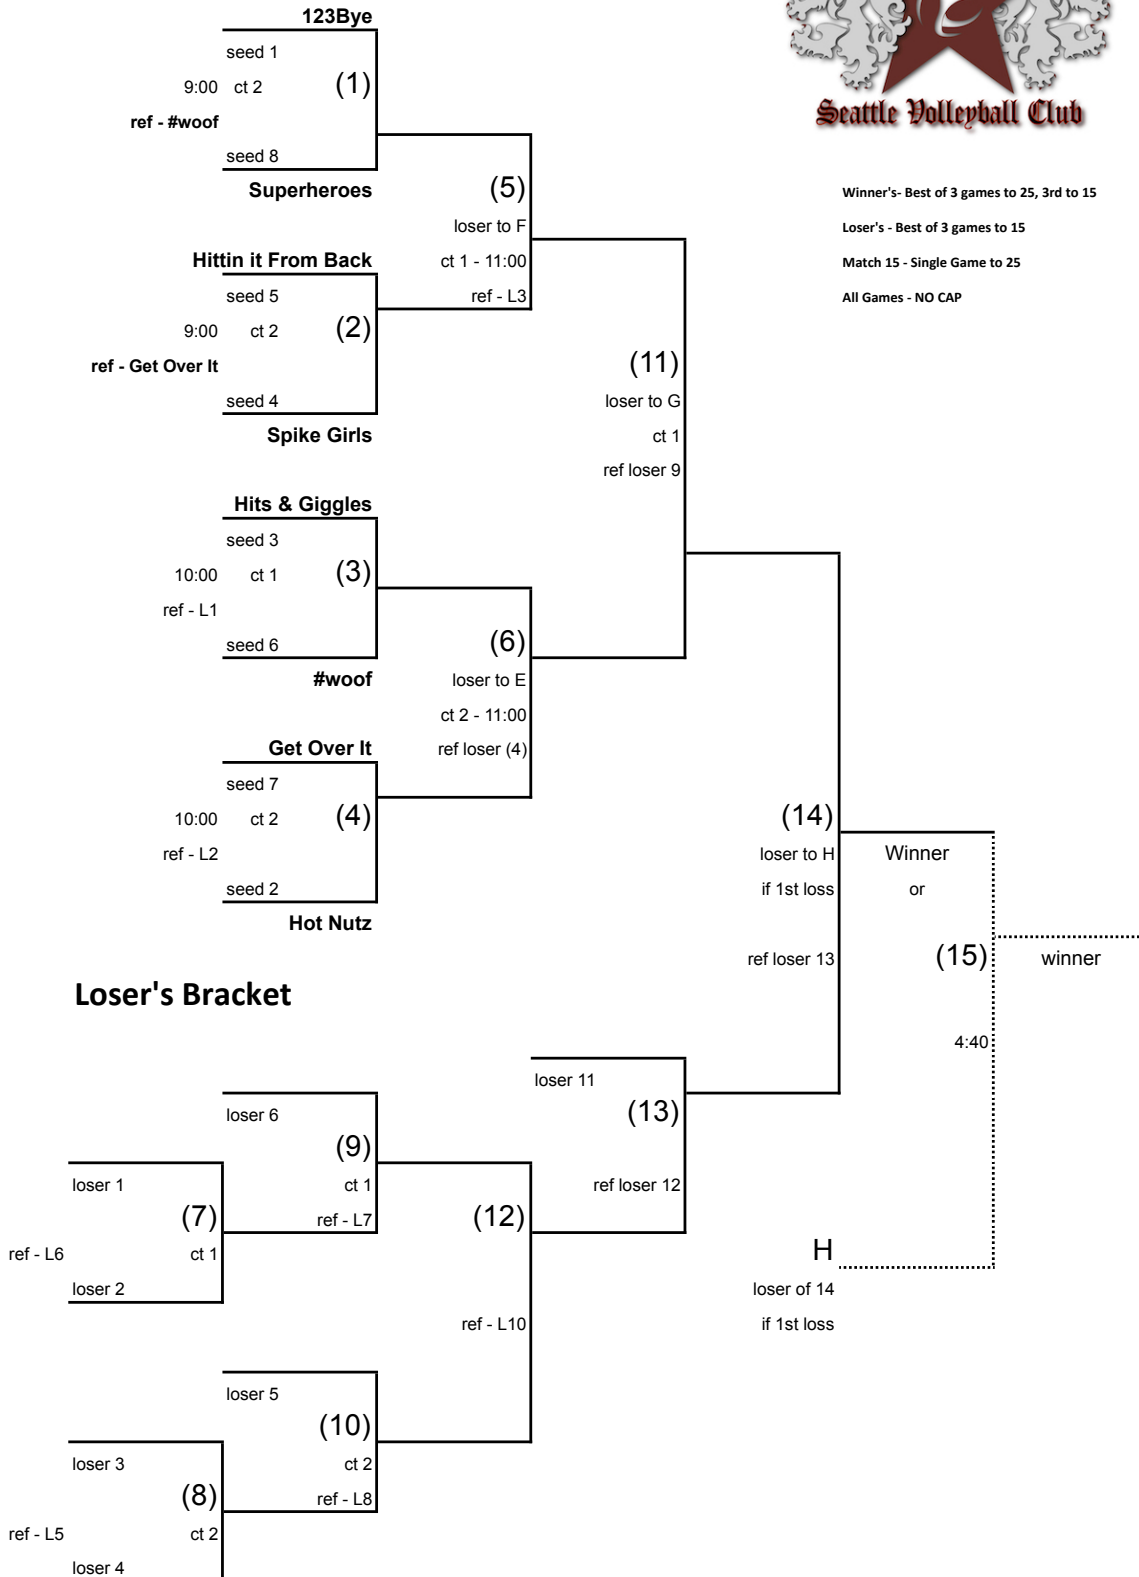 123Bye
seed 1
9:00 ct 2 (1)
ref - #woof
seed 8
Superheroes
Seattle Volleyball Club
Winner's- Best of 3 games to 25, 3rd to 15
Loser's - Best of 3 games to 15
Match 15 - Single Game to 25
All Games - NO CAP
(5)
loser to F
ct 1 - 11:00
ref - L3
Hittin it From Back
seed 5
9:00 ct 2 (2)
ref - Get Over It
seed 4
Spike Girls
(11)
loser to G
ct 1
ref loser 9
Hits & Giggles
seed 3
10:00 ct 1 (3)
ref - L1
seed 6
#woof
(6)
loser to E
ct 2 - 11:00
ref loser (4)
Get Over It
seed 7
10:00 ct 2 (4)
ref - L2
seed 2
Hot Nutz
(14)
loser to H
if 1st loss
ref loser 13
Winner
or
(15)
4:40
winner
Loser's Bracket
loser 11
(13)
ref loser 12
loser 6
(9)
ct 1
ref - L7
loser 1
(7)
ref - L6 ct 1
loser 2
(12)
ref - L10
H
loser of 14
if 1st loss
loser 5
(10)
ct 2
ref - L8
loser 3
(8)
ref - L5 ct 2
loser 4